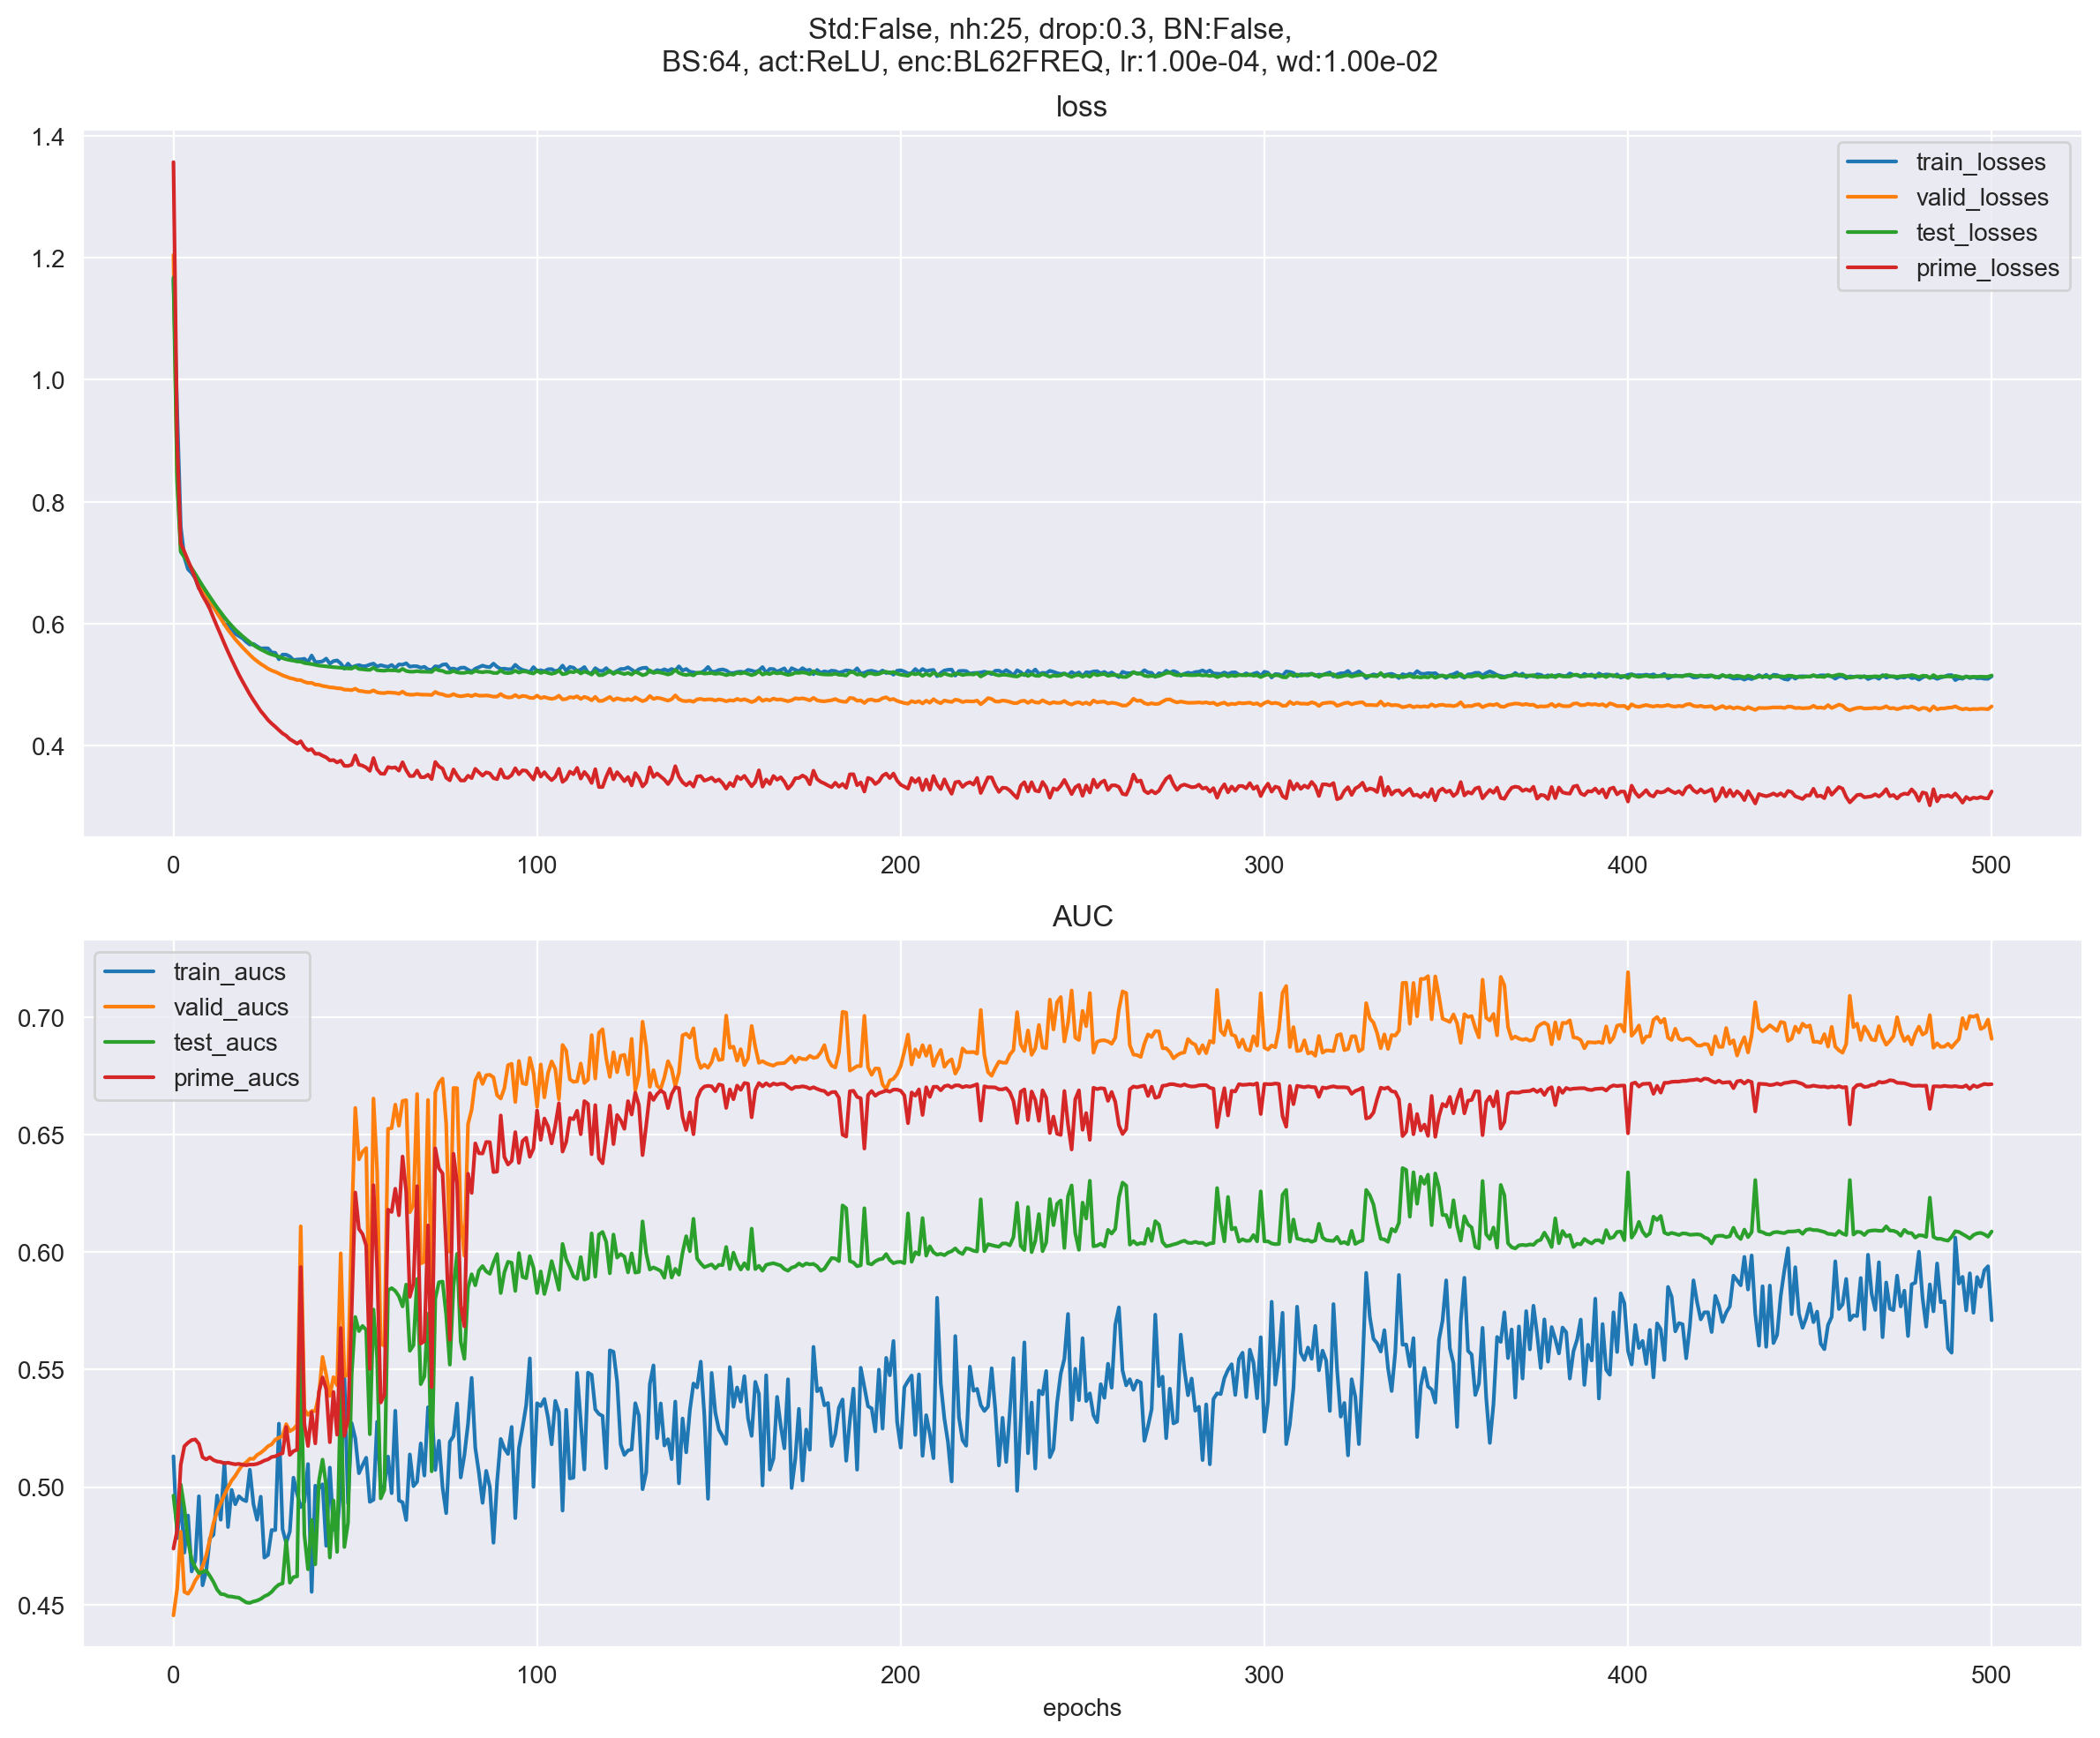 Std:False, nh:25, drop:0.3, BN:False,
BS:64, act:ReLU, enc:BL62FREQ, lr:1.00e-04, wd:1.00e-02
loss
1.4
1.2
1.0
0.8
0.6
0.4
train_losses
valid_losses
test_losses
prime_losses
0 100 200 300 400 500
AUC
train_aucs
valid_aucs
test_aucs
prime_aucs
0.70
0.65
0.60
0.55
0.50
0.45
0 100 200 300 400 500
epochs